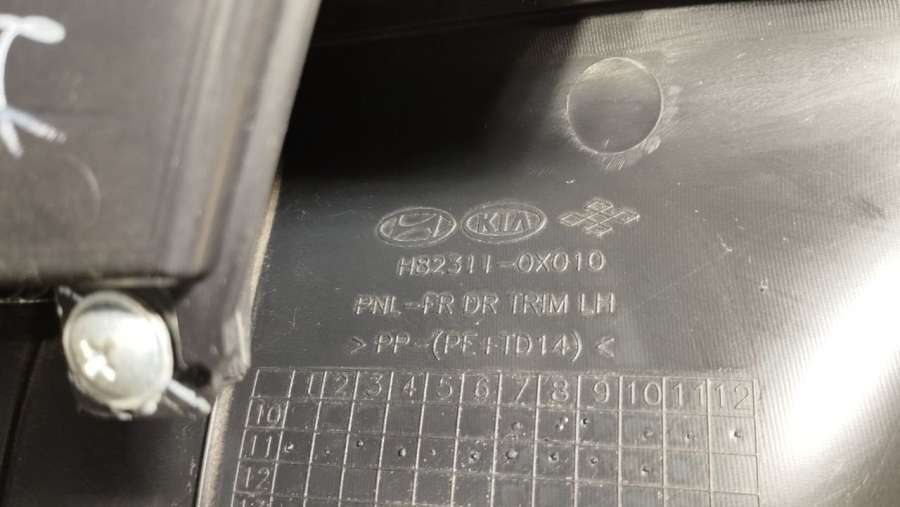 KIA
H82311-0X010
PNL-FR DR TRIM LH
>PP-(PE+TD14)<
1 2 3 4 5 6 7 8 9 10 11 12
10
11
12